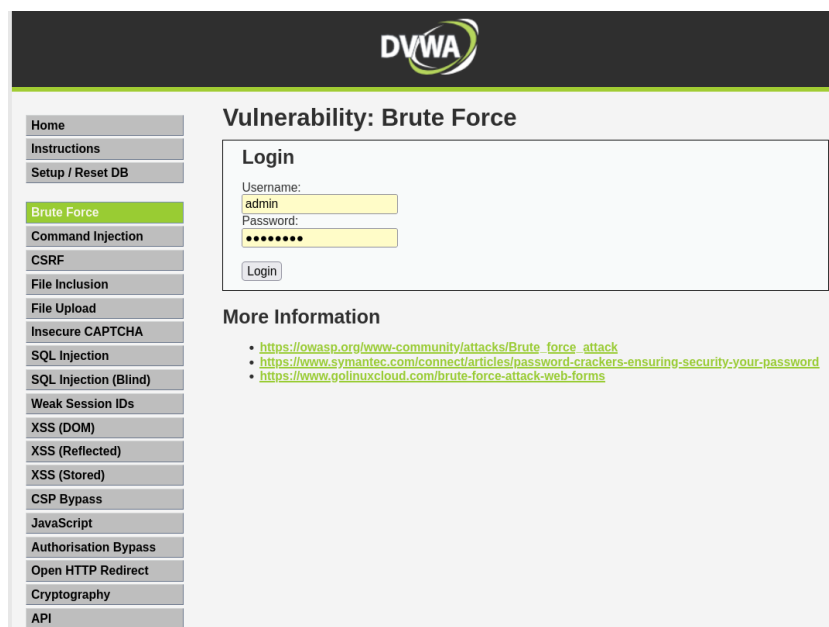 DVWA
Home
Instructions
Setup / Reset DB
Brute Force
Command Injection
CSRF
File Inclusion
File Upload
Insecure CAPTCHA
SQL Injection
SQL Injection (Blind)
Weak Session IDs
XSS (DOM)
XSS (Reflected)
XSS (Stored)
CSP Bypass
JavaScript
Authorisation Bypass
Open HTTP Redirect
Cryptography
API
Vulnerability: Brute Force
Login
Username:
admin
Password:
●●●●●●●●
Login
More Information
• https://owasp.org/www-community/attacks/Brute_force_attack
• https://www.symantec.com/connect/articles/password-crackers-ensuring-security-your-password
• https://www.golinuxcloud.com/brute-force-attack-web-forms